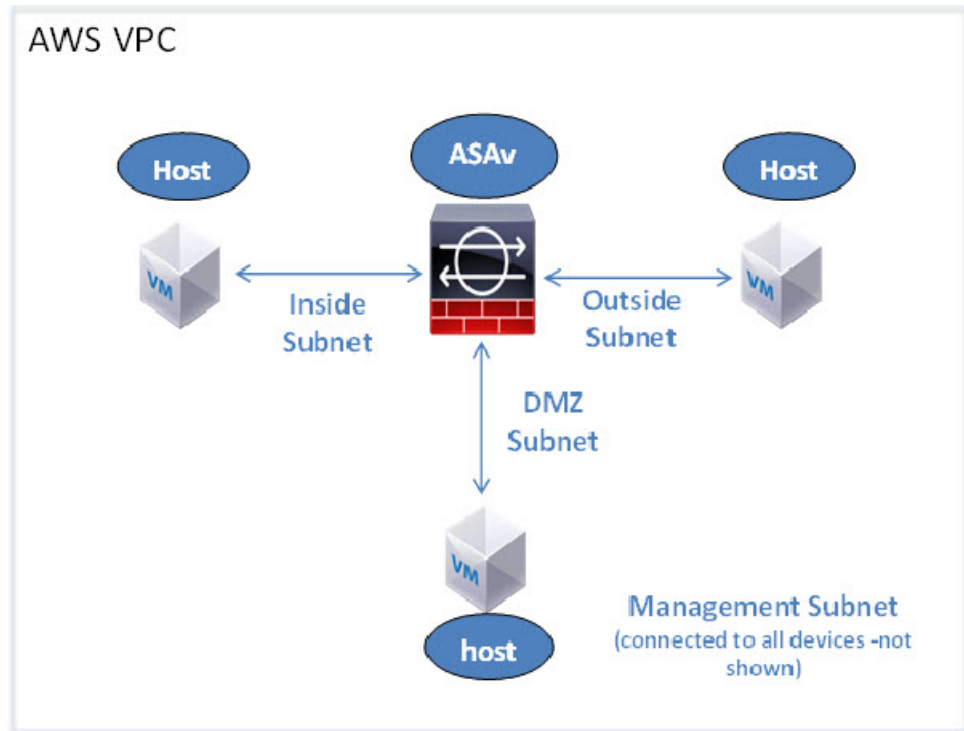 AWS VPC
Host
ASAv
Host
VM
VM
Inside
Subnet
Outside
Subnet
DMZ
Subnet
VM
host
Management Subnet
(connected to all devices -not
shown)